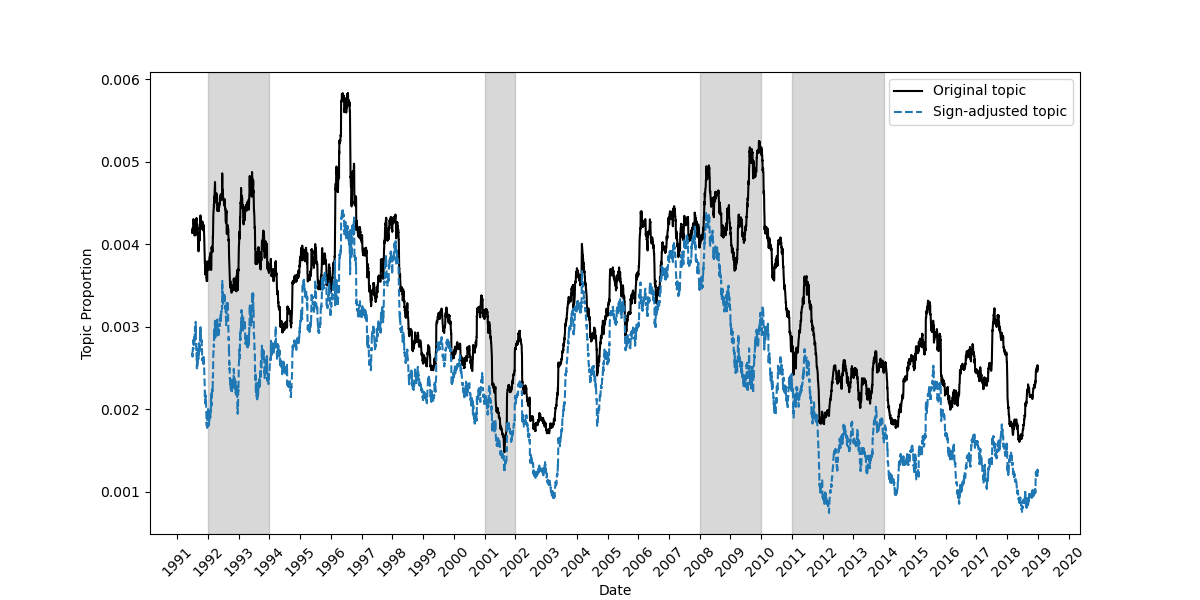 Original topic
Sign-adjusted topic
0.006
0.005
0.004
0.003
0.002
0.001
Topic Proportion
1991 1992 1993 1994 1995 1996 1997 1998 1999 2000 2001 2002 2003 2004 2005 2006 2007 2008 2009 2010 2011 2012 2013 2014 2015 2016 2017 2018 2019 2020
Date